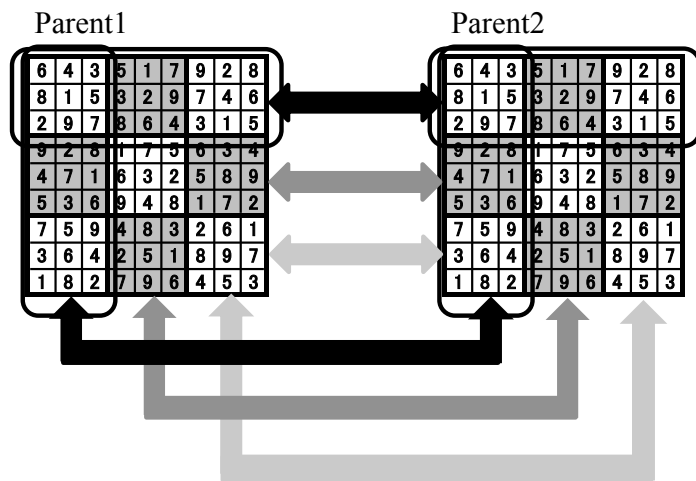 Parent1 Parent2
6 4 3 5 1 7 9 2 8 6 4 3 5 1 7 9 2 8
8 1 5 3 2 9 7 4 6 8 1 5 3 2 9 7 4 6
2 9 7 8 6 4 3 1 5 2 9 7 8 6 4 3 1 5
9 2 8 1 7 5 6 3 4 9 2 8 1 7 5 6 3 4
4 7 1 6 3 2 5 8 9 4 7 1 6 3 2 5 8 9
5 3 6 9 4 8 1 7 2 5 3 6 9 4 8 1 7 2
7 5 9 4 8 3 2 6 1 7 5 9 4 8 3 2 6 1
3 6 4 2 5 1 8 9 7 3 6 4 2 5 1 8 9 7
1 8 2 7 9 6 4 5 3 1 8 2 7 9 6 4 5 3